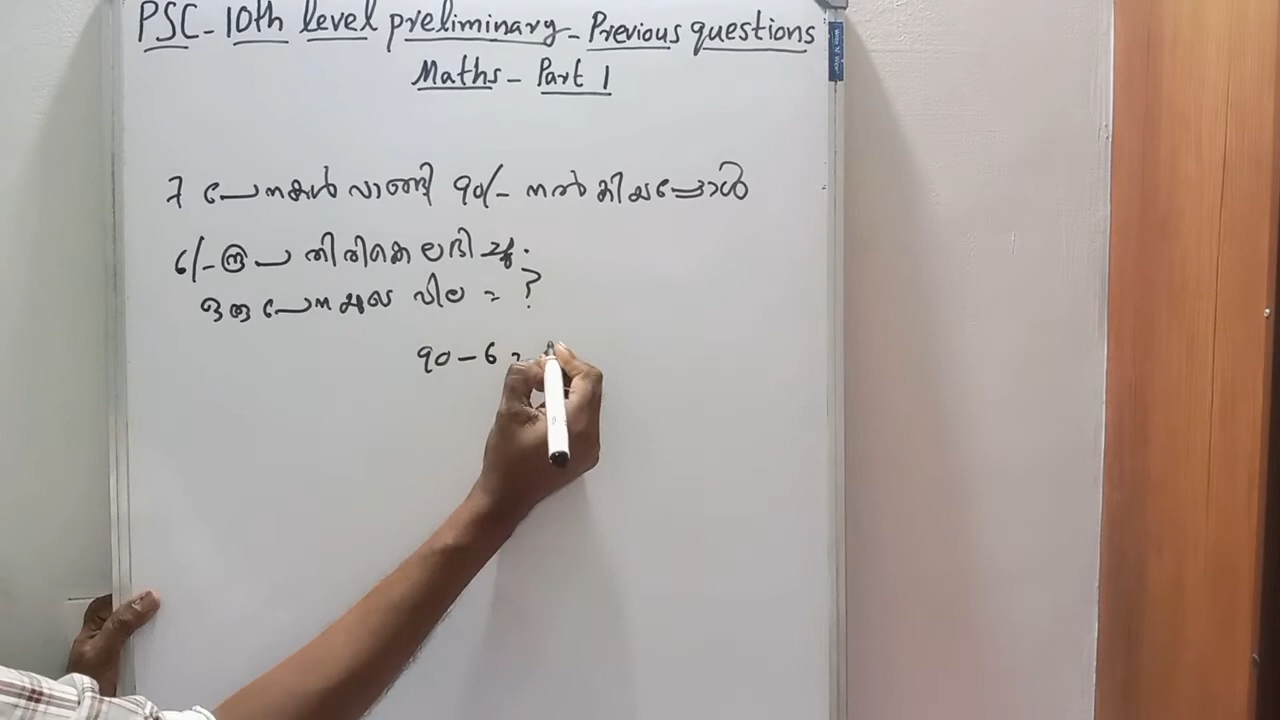 PSC - 10th level preliminary - Previous questions
Maths - Part 1
7 പേനകൾ വാങ്ങി 90/- നൽകിയപ്പോൾ
6/- രൂപ തിരികെ ലഭിച്ചു.
ഒരു പേനയുടെ വില = ?
90 - 6 =